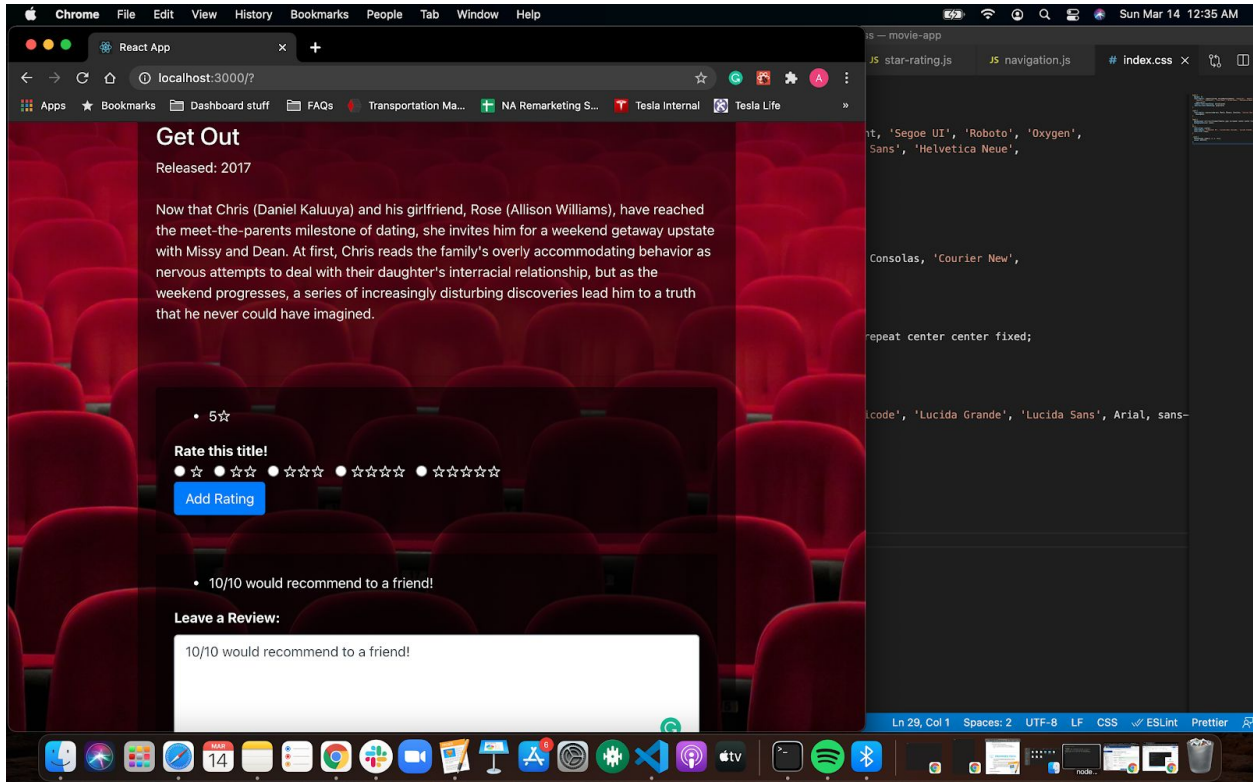 Chrome File Edit View History Bookmarks People Tab Window Help Sun Mar 14 12:35 AM
React App
ss — movie-app
JS star-rating.js JS navigation.js # index.css
localhost:3000/?
A
Apps Bookmarks Dashboard stuff FAQs Transportation Ma... NA Remarketing S... Tesla Internal Tesla Life »
Get Out
Released: 2017
Now that Chris (Daniel Kaluuya) and his girlfriend, Rose (Allison Williams), have reached
the meet-the-parents milestone of dating, she invites him for a weekend getaway upstate
with Missy and Dean. At first, Chris reads the family's overly accommodating behavior as
nervous attempts to deal with their daughter's interracial relationship, but as the
weekend progresses, a series of increasingly disturbing discoveries lead him to a truth
that he never could have imagined.
• 5☆
Rate this title!
☆ ☆☆ ☆☆☆ ☆☆☆☆ ☆☆☆☆☆
Add Rating
• 10/10 would recommend to a friend!
Leave a Review:
10/10 would recommend to a friend!
nt, 'Segoe UI', 'Roboto', 'Oxygen',
Sans', 'Helvetica Neue',
Consolas, 'Courier New',
repeat center center fixed;
icode', 'Lucida Grande', 'Lucida Sans', Arial, sans-
Ln 29, Col 1 Spaces: 2 UTF-8 LF CSS ESLint Prettier
MAR
14
6
tv
node...